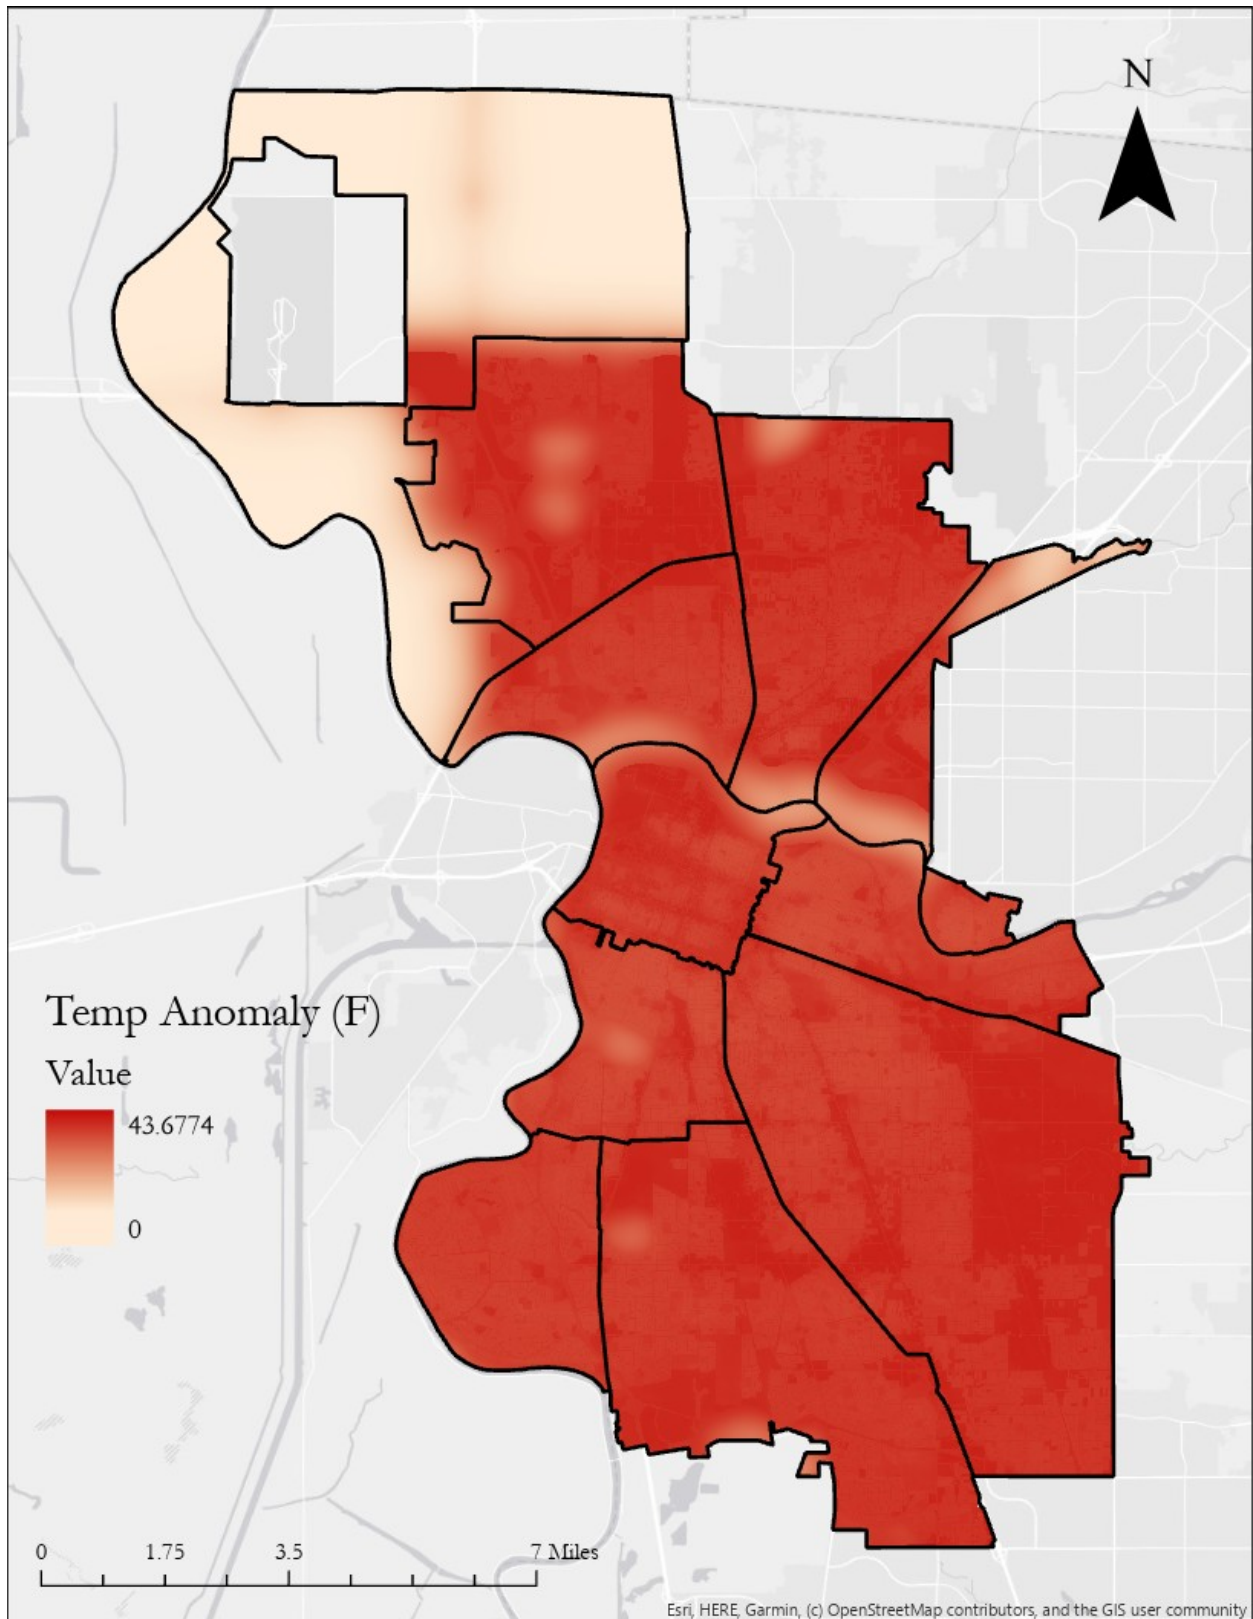 N
Temp Anomaly (F)
Value
43.6774
0
0 1.75 3.5 7 Miles
Esri, HERE, Garmin, (c) OpenStreetMap contributors, and the GIS user community